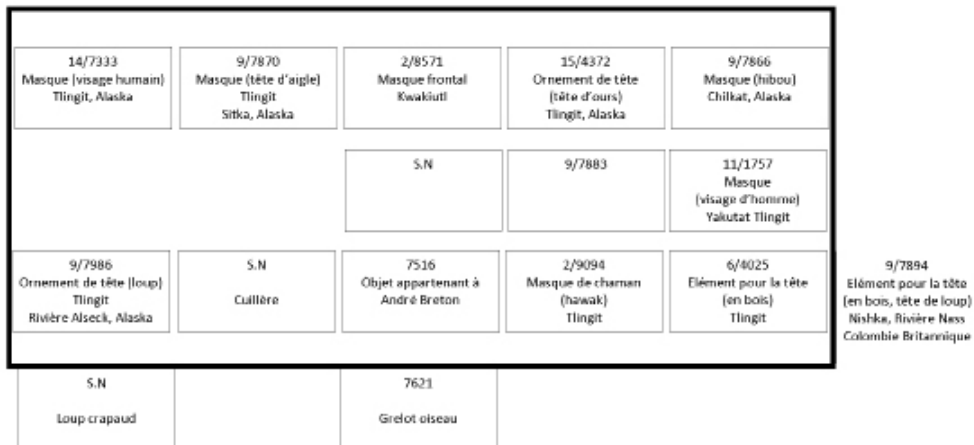 14/7333
Masque (visage humain)
Tlingit, Alaska
9/7870
Masque (tête d'aigle)
Tlingit
Sitka, Alaska
2/8571
Masque frontal
Kwakiutl
15/4372
Ornement de tête
(tête d'ours)
Tlingit, Alaska
9/7866
Masque (hibou)
Chilkat, Alaska
S.N
9/7883
11/1757
Masque
(visage d'homme)
Yakutat Tlingit
9/7986
Ornement de tête (loup)
Tlingit
Rivière Alseck, Alaska
S.N
Cuillère
7516
Objet appartenant à
André Breton
2/9094
Masque de chaman
(hawak)
Tlingit
6/4025
Elément pour la tête
(en bois)
Tlingit
9/7894
Elément pour la tête
(en bois, tête de loup)
Nishka, Rivière Nass
Colombie Britannique
S.N
Loup crapaud
7621
Grelot oiseau